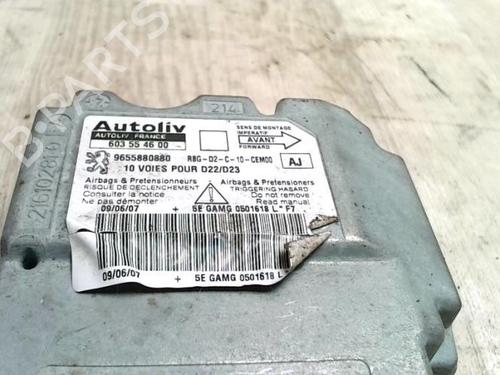 B-PARTS
214
Autoliv
AUTOLIV FRANCE
603 55 46 00
SENS DE MONTAGE
AVANT
FORWARD
9655880880
RBG-D2-C-10-CEM00
AJ
10 VOIES POUR D22/D23
Airbags & Pretensionneurs
RISQUE DE DECLENCHEMENT
Consulter la notice
Ne pas démonter
Airbags & Pretensioners
TRIGGERING HAZARD
Do not remove
Read manual
09/06/07 + 5E GAMG 0501618 L* F7
09/06/07 + 5E GAMG 0501618 L